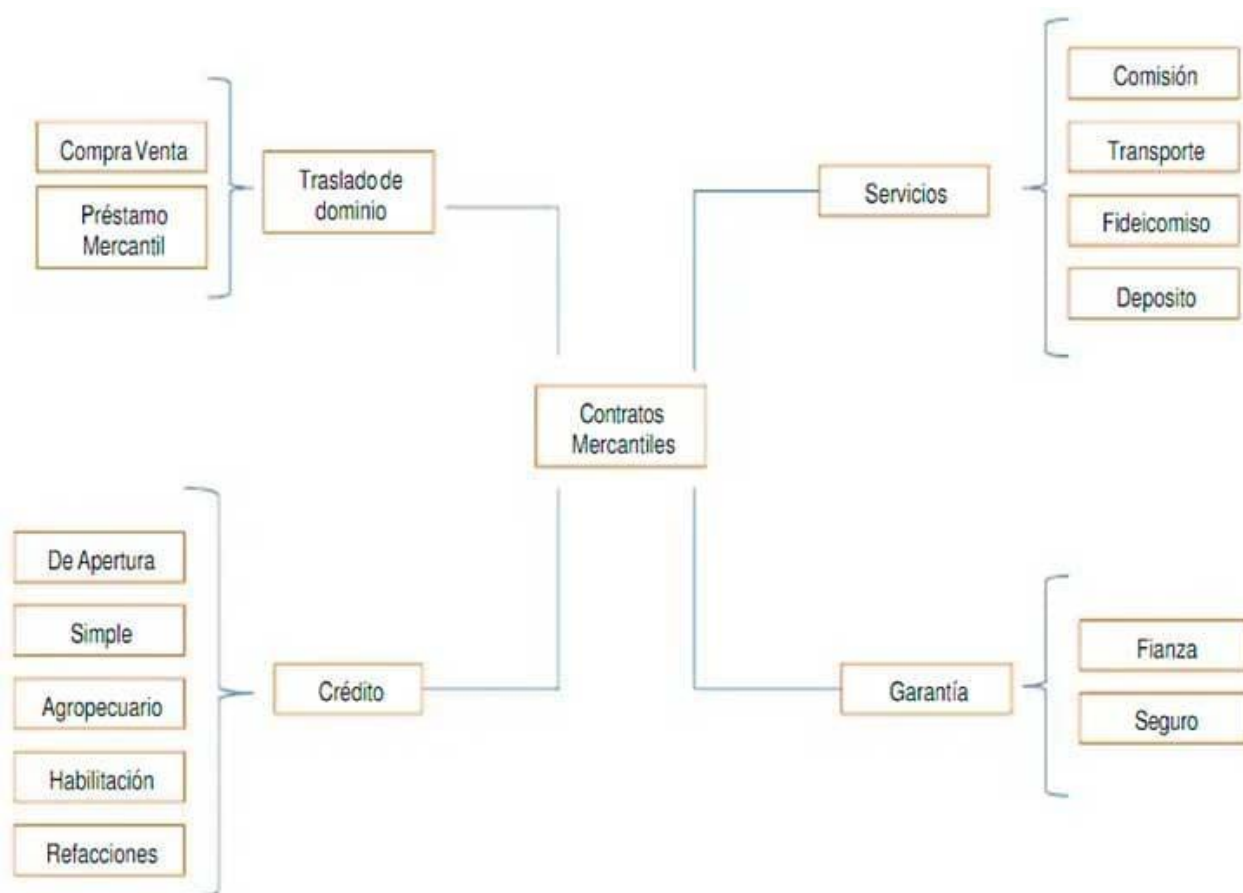 Compra Venta
Préstamo
Mercantil
Traslado de
dominio
Servicios
Comisión
Transporte
Fideicomiso
Deposito
Contratos
Mercantiles
De Apertura
Simple
Agropecuario
Habilitación
Refacciones
Crédito
Garantía
Fianza
Seguro